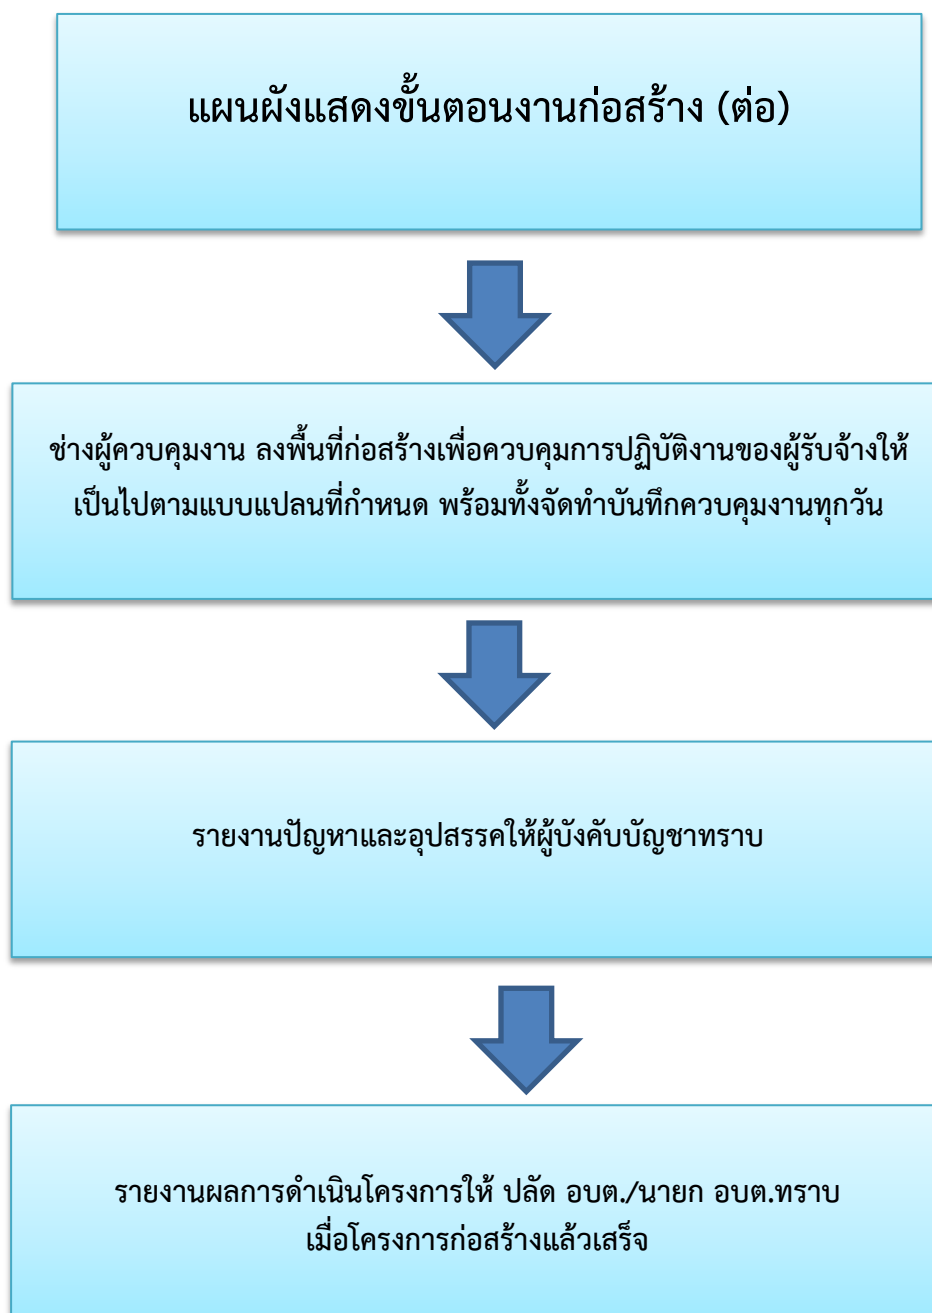 แผนผังแสดงขั้นตอนงานก่อสร้าง (ต่อ)
ช่างผู้ควบคุมงาน ลงพื้นที่ก่อสร้างเพื่อควบคุมการปฏิบัติงานของผู้รับจ้างให้
เป็นไปตามแบบแปลนที่กำหนด พร้อมทั้งจัดทำบันทึกควบคุมงานทุกวัน
รายงานปัญหาและอุปสรรคให้ผู้บังคับบัญชาทราบ
รายงานผลการดำเนินโครงการให้ ปลัด อบต./นายก อบต.ทราบ
เมื่อโครงการก่อสร้างแล้วเสร็จ